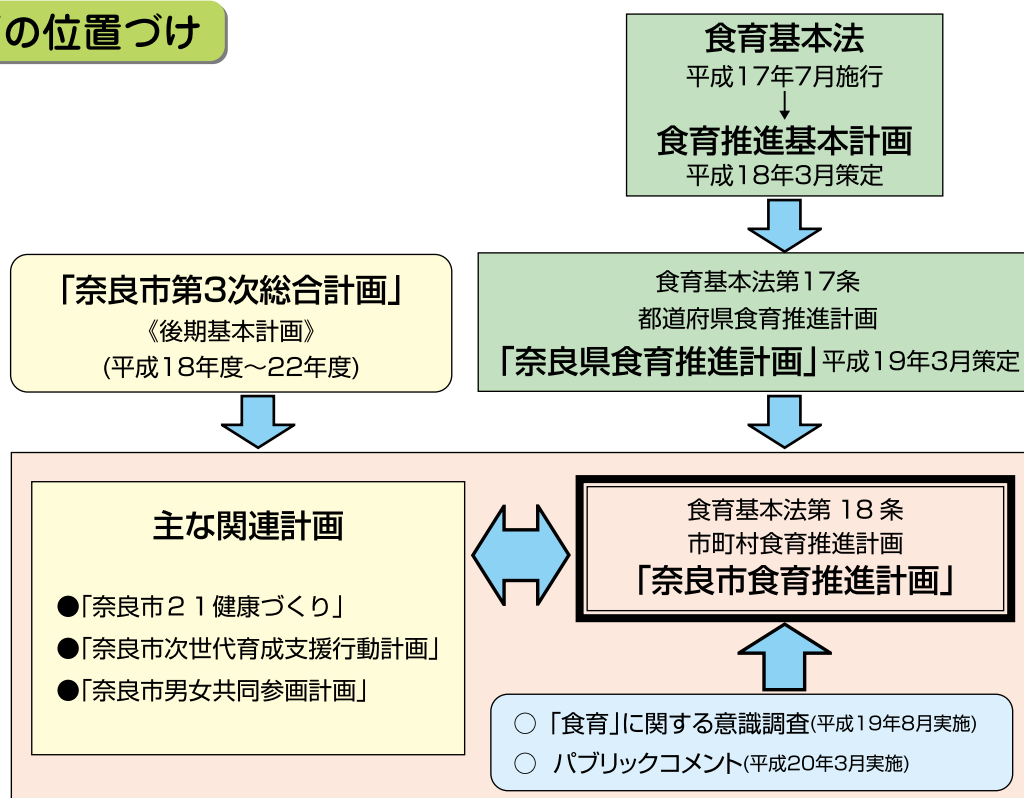 の位置づけ
食育基本法
平成17年7月施行
↓
食育推進基本計画
平成18年3月策定
「奈良市第3次総合計画」
《後期基本計画》
(平成18年度～22年度)
食育基本法第17条
都道府県食育推進計画
「奈良県食育推進計画」平成19年3月策定
主な関連計画
●「奈良市２１健康づくり」
●「奈良市次世代育成支援行動計画」
●「奈良市男女共同参画計画」
食育基本法第 18 条
市町村食育推進計画
「奈良市食育推進計画」
○ 「食育」に関する意識調査(平成19年8月実施)
○ パブリックコメント(平成20年3月実施)